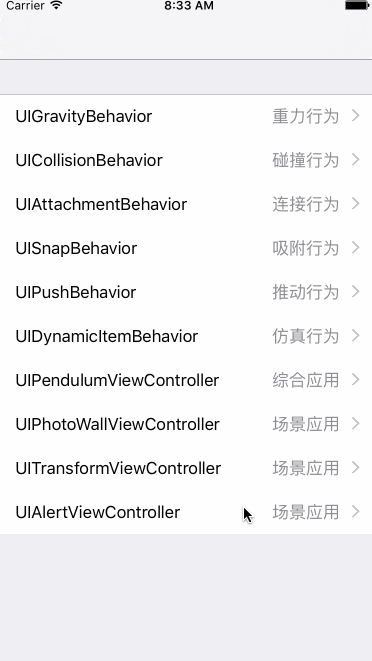 Carrier 8:33 AM
UIGravityBehavior 重力行为
UICollisionBehavior 碰撞行为
UIAttachmentBehavior 连接行为
UISnapBehavior 吸附行为
UIPushBehavior 推动行为
UIDynamicItemBehavior 仿真行为
UIPendulumViewController 综合应用
UIPhotoWallViewController 场景应用
UITransformViewController 场景应用
UIAlertViewController 场景应用